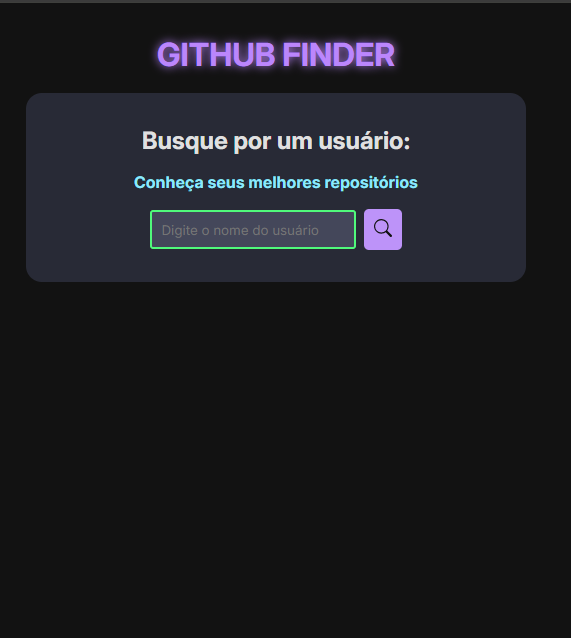 GITHUB FINDER
Busque por um usuário:
Conheça seus melhores repositórios
Digite o nome do usuário